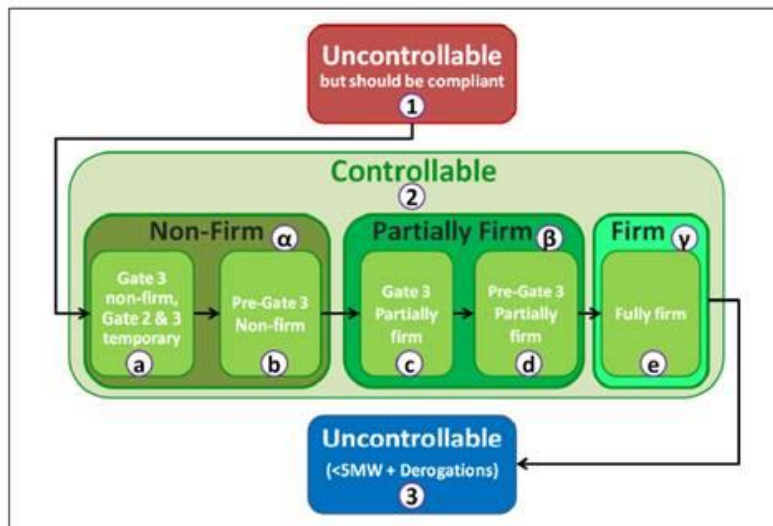 Uncontrollable
but should be compliant
1
Controllable
2
Non-Firm α
Partially Firm β
Firm γ
Gate 3
non-firm,
Gate 2 & 3
temporary
a
Pre-Gate 3
Non-firm
b
Gate 3
Partially
firm
c
Pre-Gate 3
Partially
firm
d
Fully firm
e
Uncontrollable
(<5MW + Derogations)
3